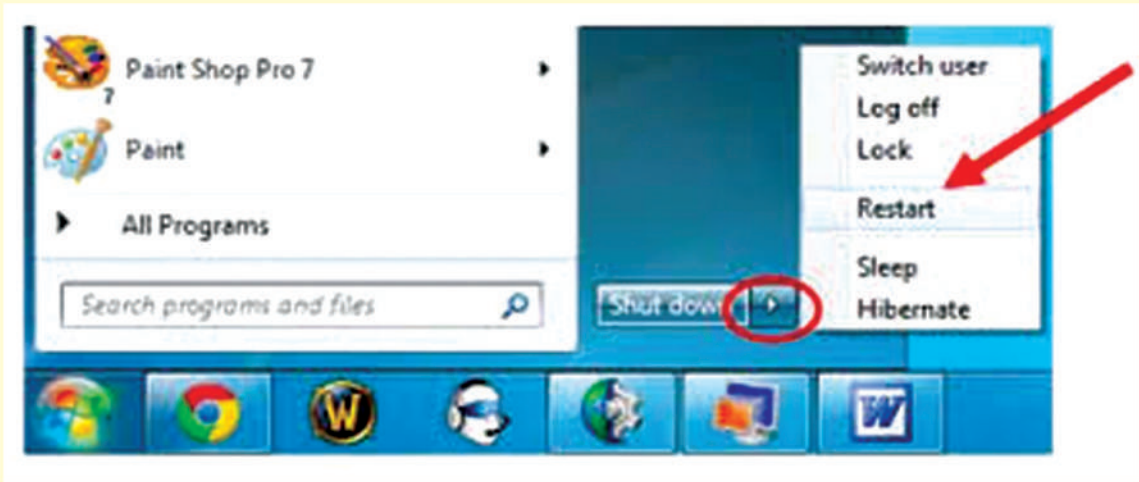 Paint Shop Pro 7
7
Paint
All Programs
Search programs and files
Shut down
Switch user
Log off
Lock
Restart
Sleep
Hibernate
W
W